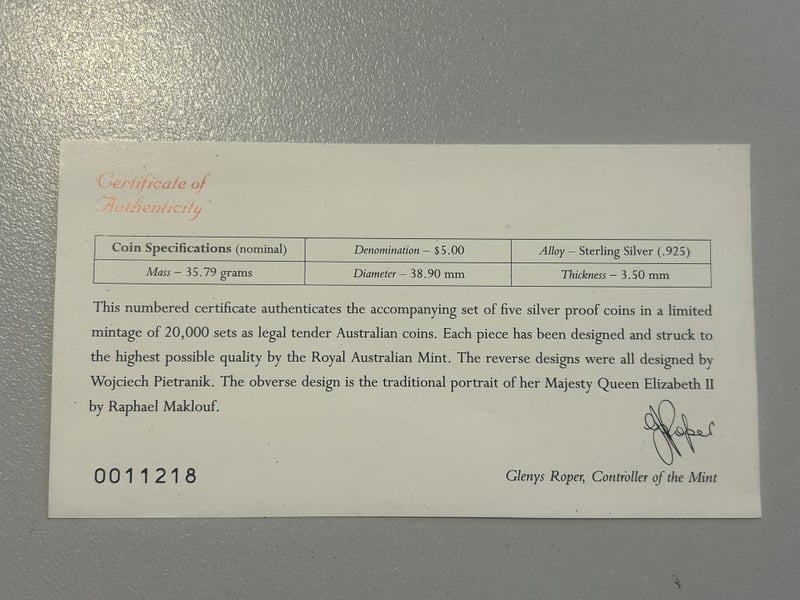 Certificate of
Authenticity
Coin Specifications (nominal) Denomination – $5.00 Alloy – Sterling Silver (.925)
Mass – 35.79 grams Diameter – 38.90 mm Thickness – 3.50 mm
This numbered certificate authenticates the accompanying set of five silver proof coins in a limited
mintage of 20,000 sets as legal tender Australian coins. Each piece has been designed and struck to
the highest possible quality by the Royal Australian Mint. The reverse designs were all designed by
Wojciech Pietranik. The obverse design is the traditional portrait of her Majesty Queen Elizabeth II
by Raphael Maklouf.
GRoper
0011218 Glenys Roper, Controller of the Mint